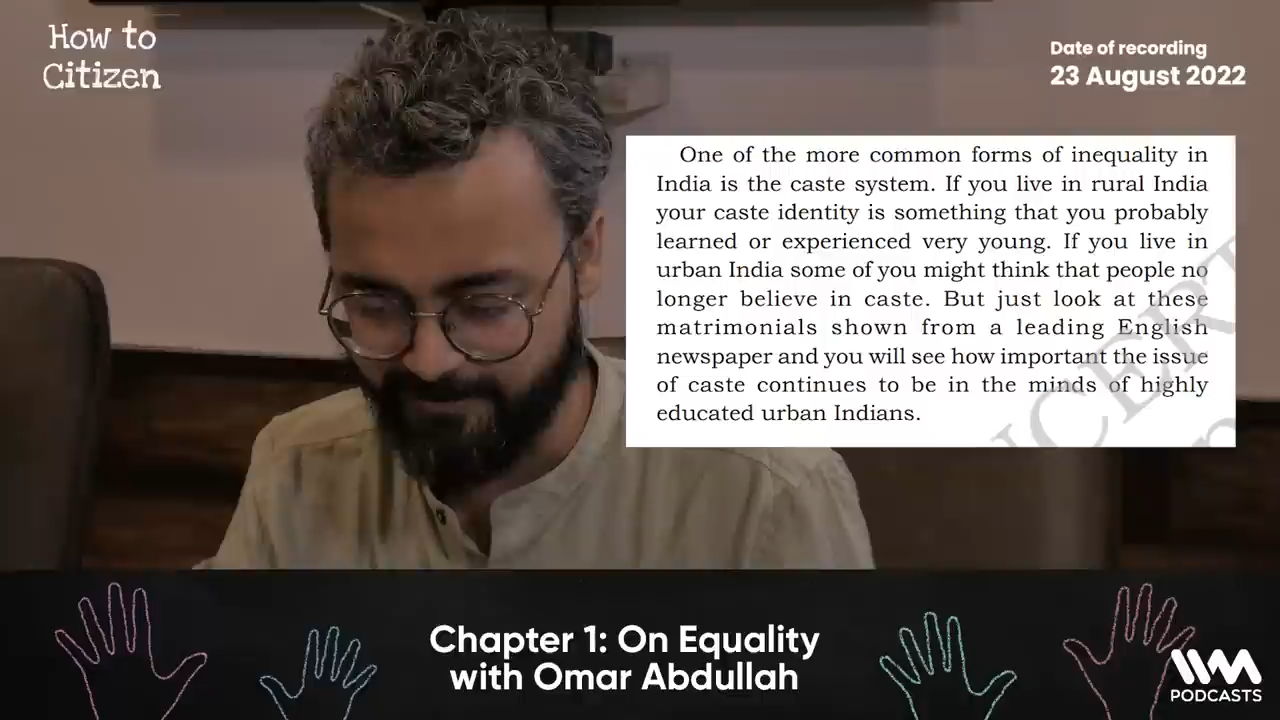 How to
Citizen
Date of recording
23 August 2022
One of the more common forms of inequality in
India is the caste system. If you live in rural India
your caste identity is something that you probably
learned or experienced very young. If you live in
urban India some of you might think that people no
longer believe in caste. But just look at these
matrimonials shown from a leading English
newspaper and you will see how important the issue
of caste continues to be in the minds of highly
educated urban Indians.
NCERT
Chapter 1: On Equality
with Omar Abdullah
IVM
PODCASTS